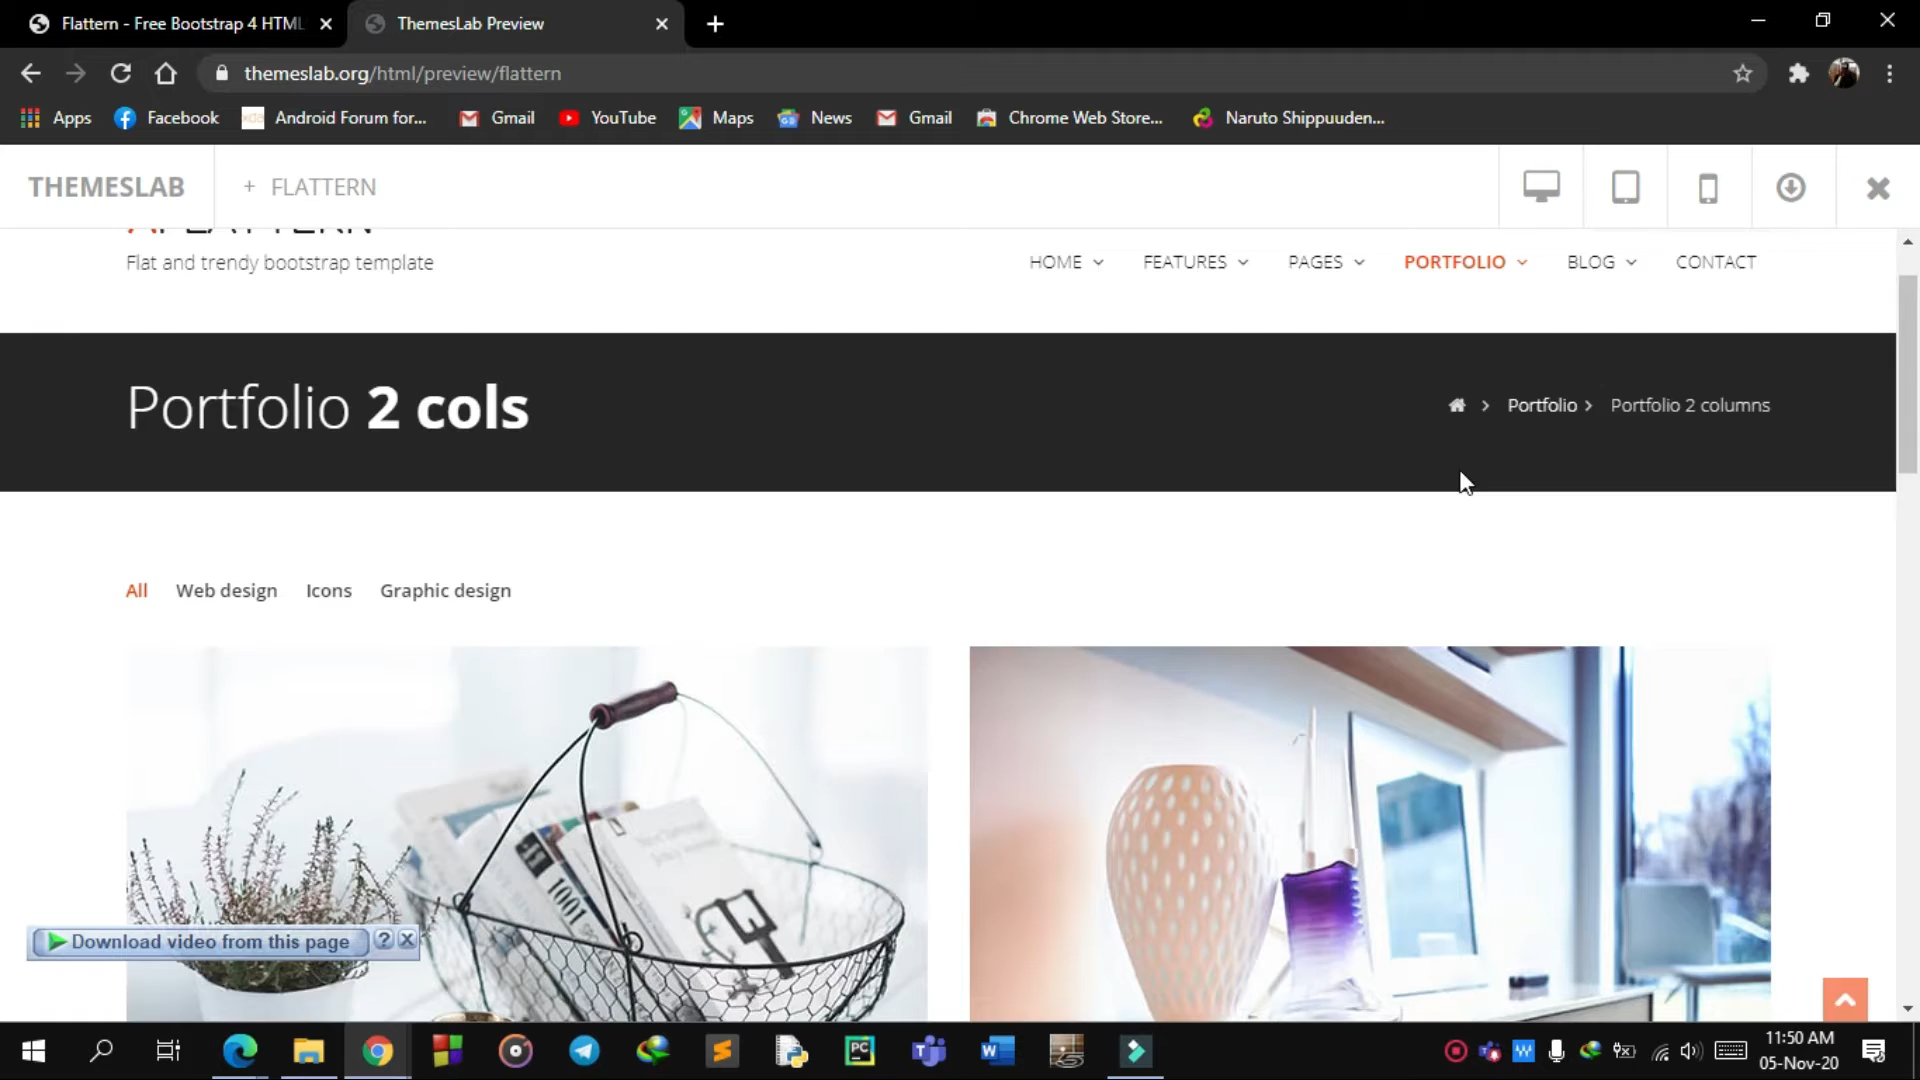 Flattern - Free Bootstrap 4 HTML
ThemesLab Preview
themeslab.org/html/preview/flattern
Apps
Facebook
Android Forum for...
Gmail
YouTube
Maps
News
Gmail
Chrome Web Store...
Naruto Shippuuden...
THEMESLAB
+ FLATTERN
Flat and trendy bootstrap template
HOME
FEATURES
PAGES
PORTFOLIO
BLOG
CONTACT
Portfolio 2 cols
Portfolio
Portfolio 2 columns
All
Web design
Icons
Graphic design
1001
Download video from this page
?
11:50 AM
05-Nov-20